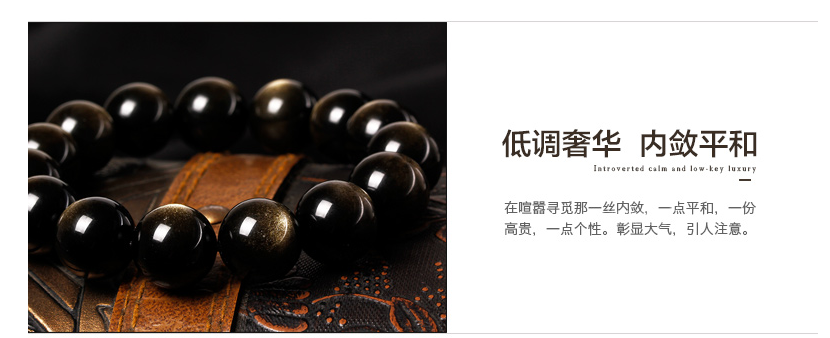 低调奢华 内敛平和
Introverted calm and low-key luxury
在喧嚣寻觅那一丝内敛，一点平和，一份
高贵，一点个性。彰显大气，引人注意。